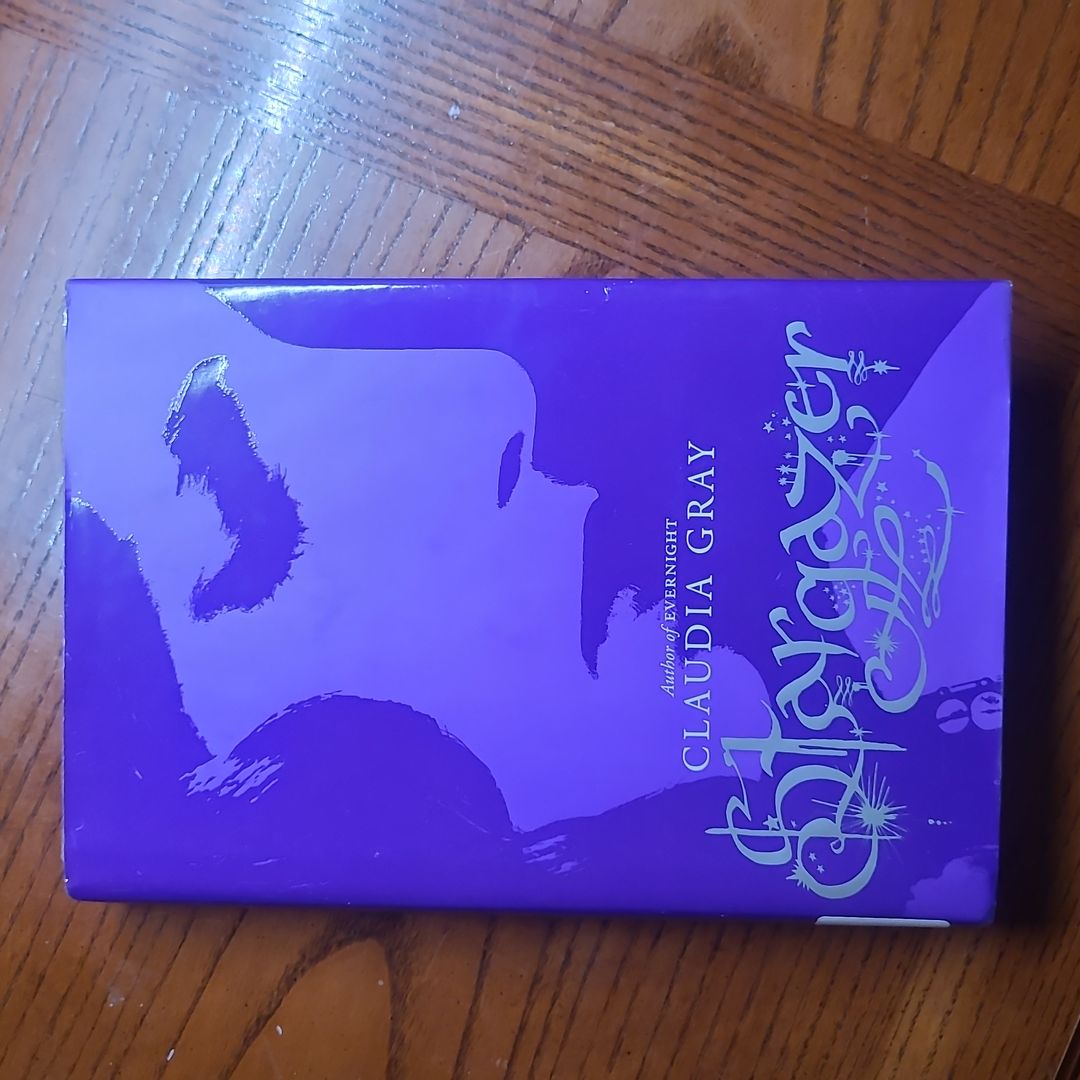 Author of EVERNIGHT
CLAUDIA GRAY
Stargazer